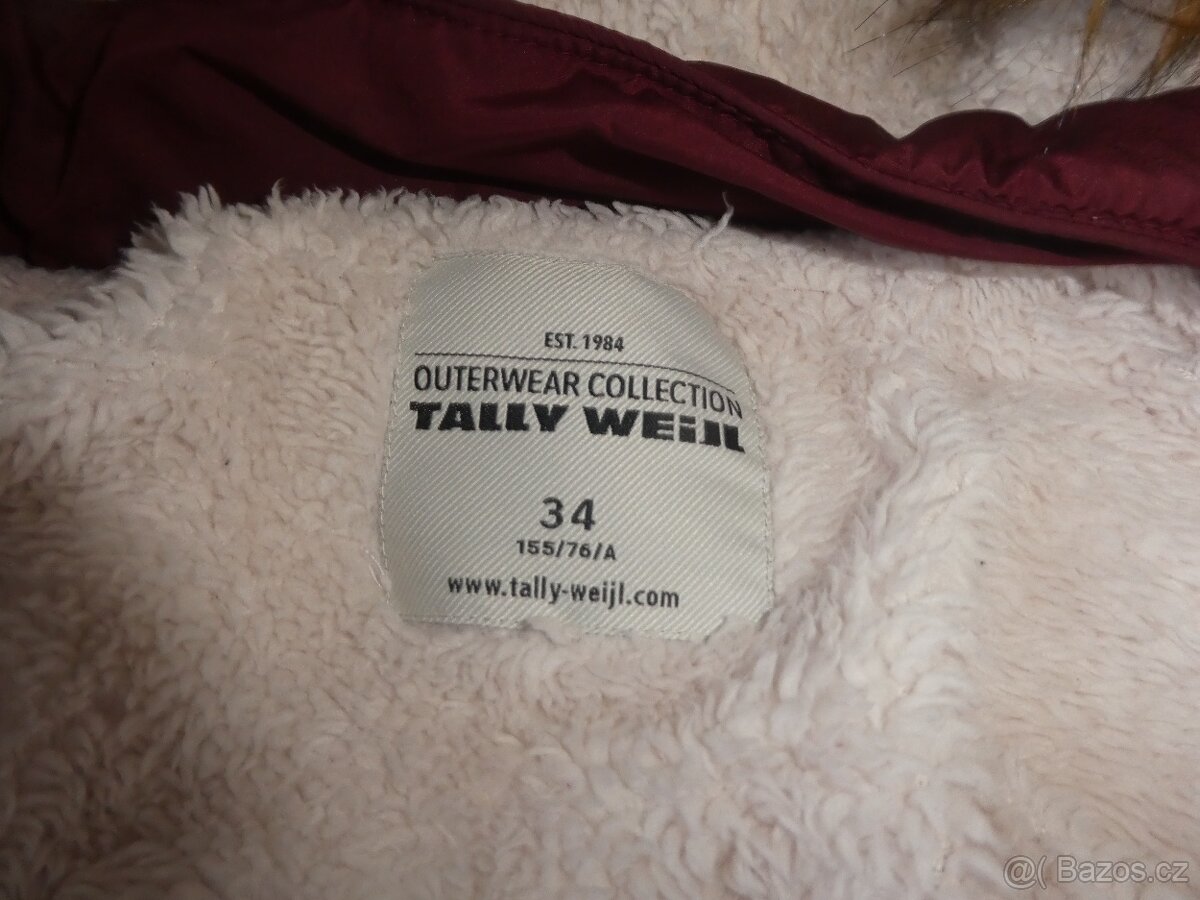 EST. 1984
OUTERWEAR COLLECTION
TALLY WEiJL
34
155/76/A
www.tally-weijl.com
@( Bazos.cz